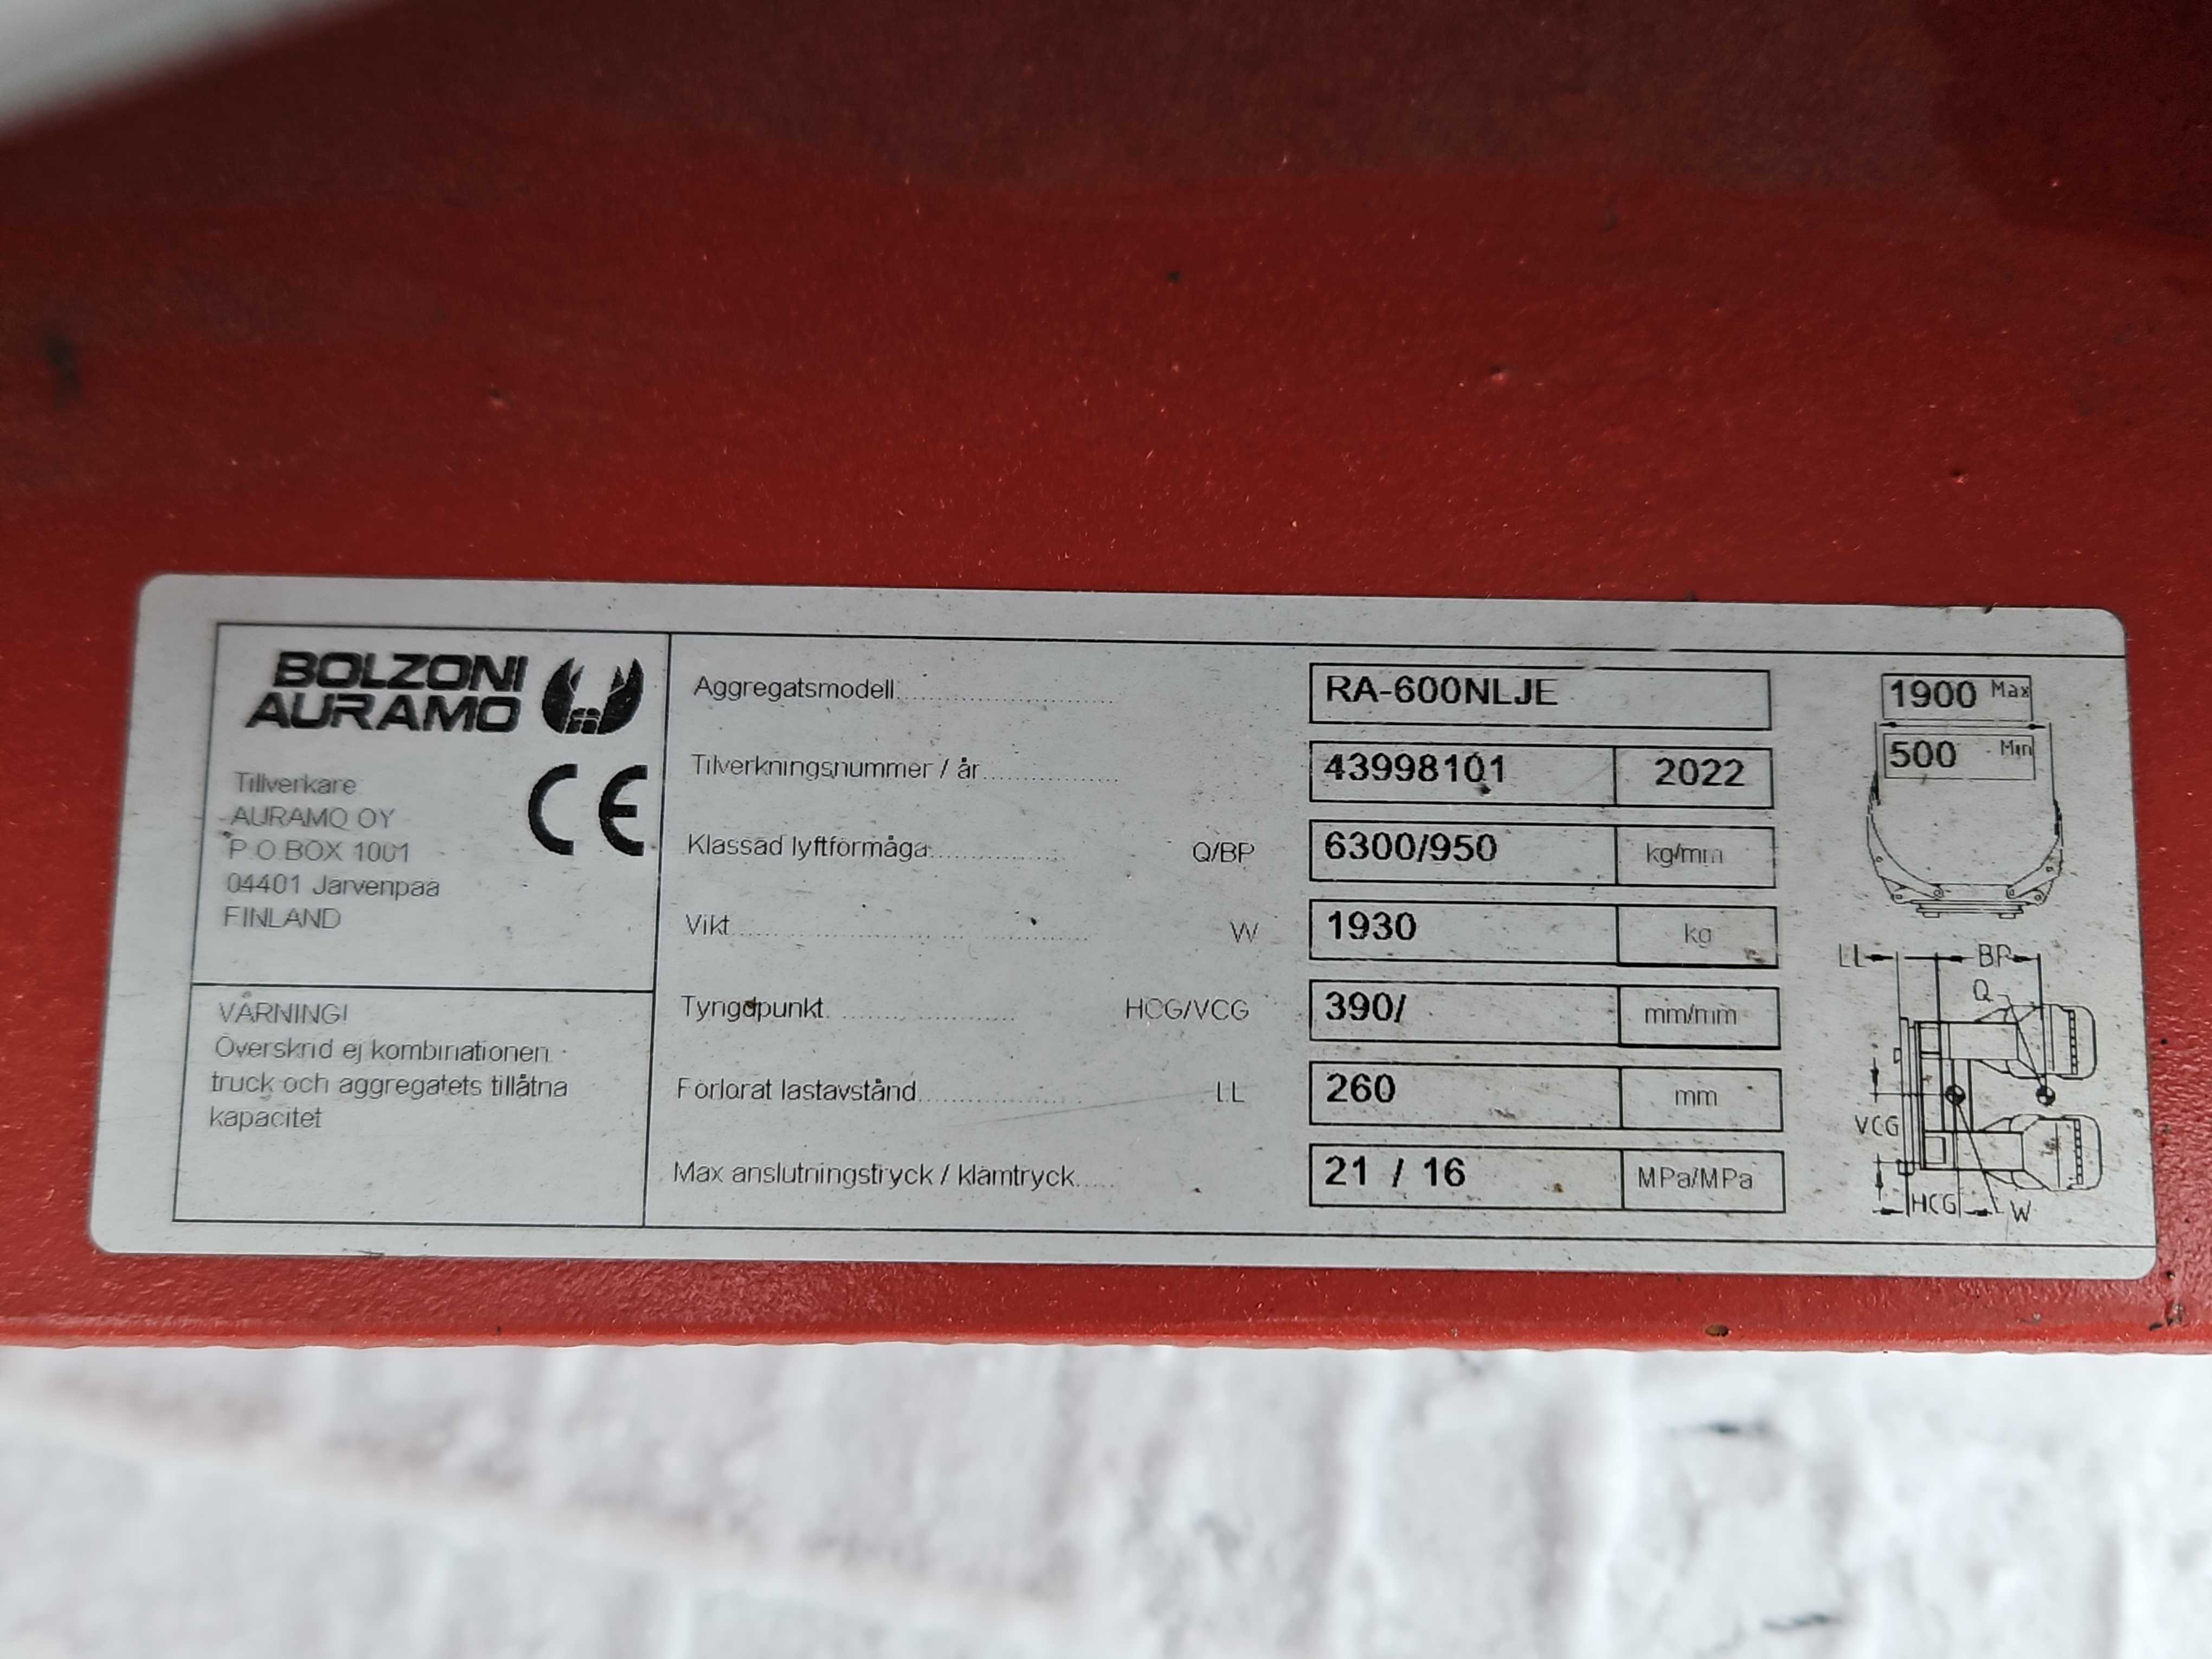 BOLZONI
AURAMO
Tillverkare
AURAMO OY
P.O.BOX 1001
04401 Järvenpää
FINLAND
CE
VARNING!
Överskrid ej kombinationen
truck och aggregatets tillåtna
kapacitet
Aggregatsmodell RA-600NLJE
Tilverkningsnummer / år 43998101 2022
Klassad lyftförmåga Q/BP 6300/950 kg/mm
Vikt W 1930 kg
Tyngdpunkt HCG/VCG 390/ mm/mm
Förlorat lastavstånd LL 260 mm
Max anslutningstryck / klämtryck 21 / 16 MPa/MPa
1900 Max
500 Min
LL BP
Q
VCG
HCG W